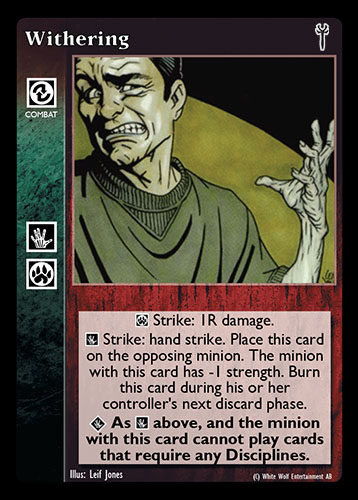 Withering
COMBAT
Strike: 1R damage.
Strike: hand strike. Place this card
on the opposing minion. The minion
with this card has -1 strength. Burn
this card during his or her
controller's next discard phase.
As above, and the minion
with this card cannot play cards
that require any Disciplines.
Illus: Leif Jones
(C) White Wolf Entertainment AB